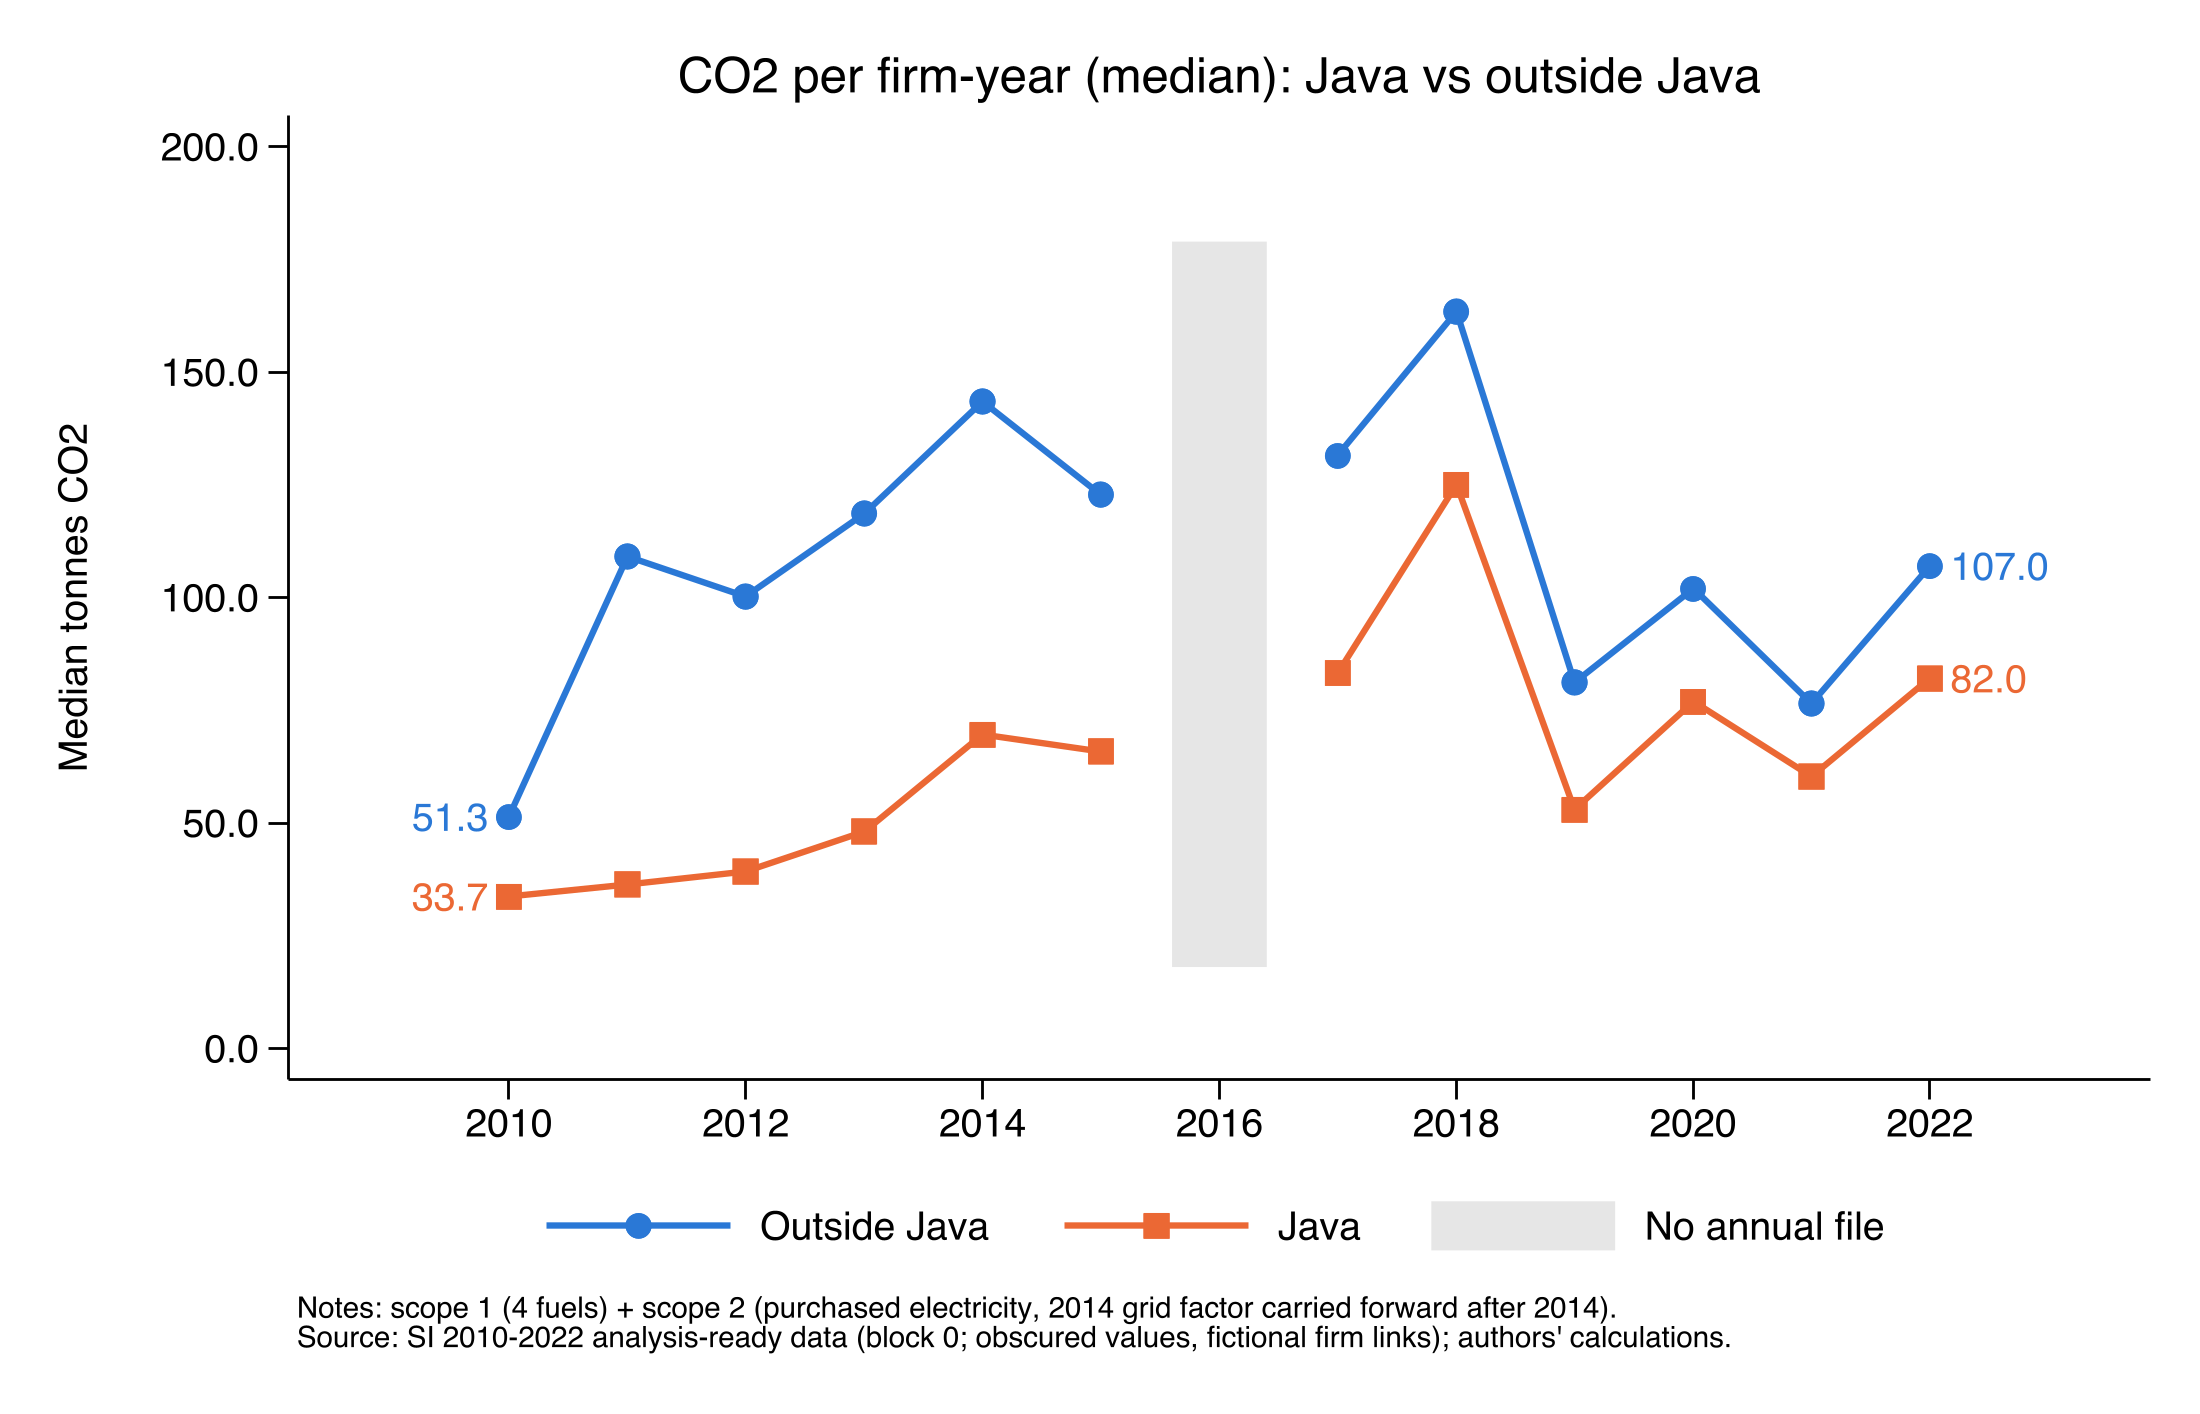 CO2 per firm-year (median): Java vs outside Java
200.0
150.0
100.0
50.0
0.0
Median tonnes CO2
51.3
33.7
107.0
82.0
2010 2012 2014 2016 2018 2020 2022
Outside Java Java No annual file
Notes: scope 1 (4 fuels) + scope 2 (purchased electricity, 2014 grid factor carried forward after 2014).
Source: SI 2010-2022 analysis-ready data (block 0; obscured values, fictional firm links); authors' calculations.